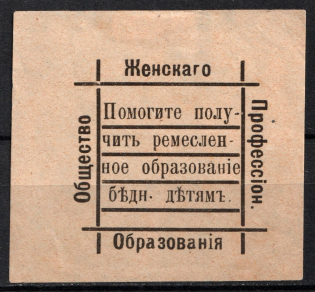 Женскаго
Общество
Помогите полу-
чить ремеслен-
ное образованіе
бѣдн. дѣтямъ.
Профессіон.
Образованія